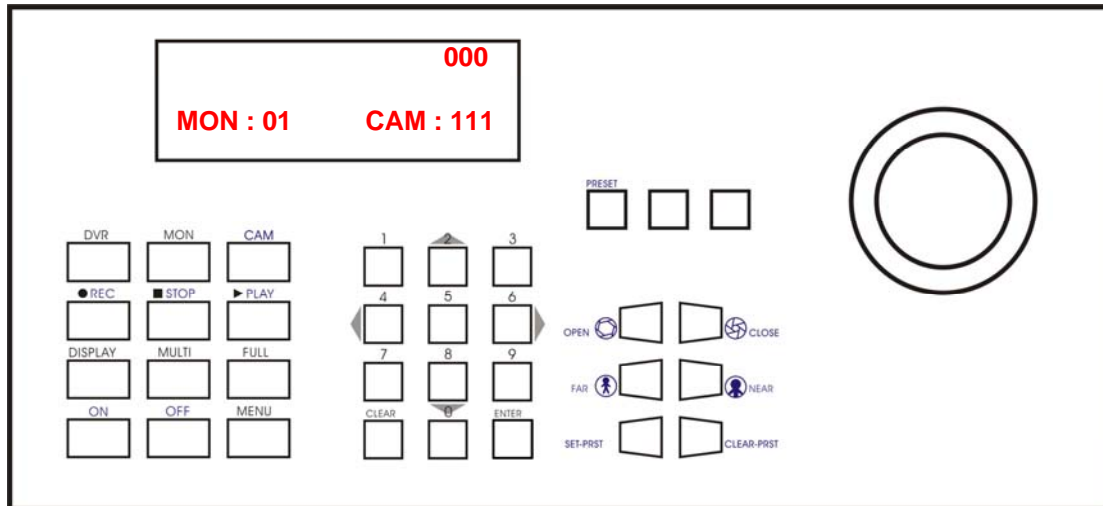 000
MON : 01 CAM : 111
PRESET
DVR MON CAM
REC STOP PLAY
DISPLAY MULTI FULL
ON OFF MENU
1 2 3
4 5 6
7 8 9
CLEAR 0 ENTER
OPEN CLOSE
FAR NEAR
SET-PRST CLEAR-PRST